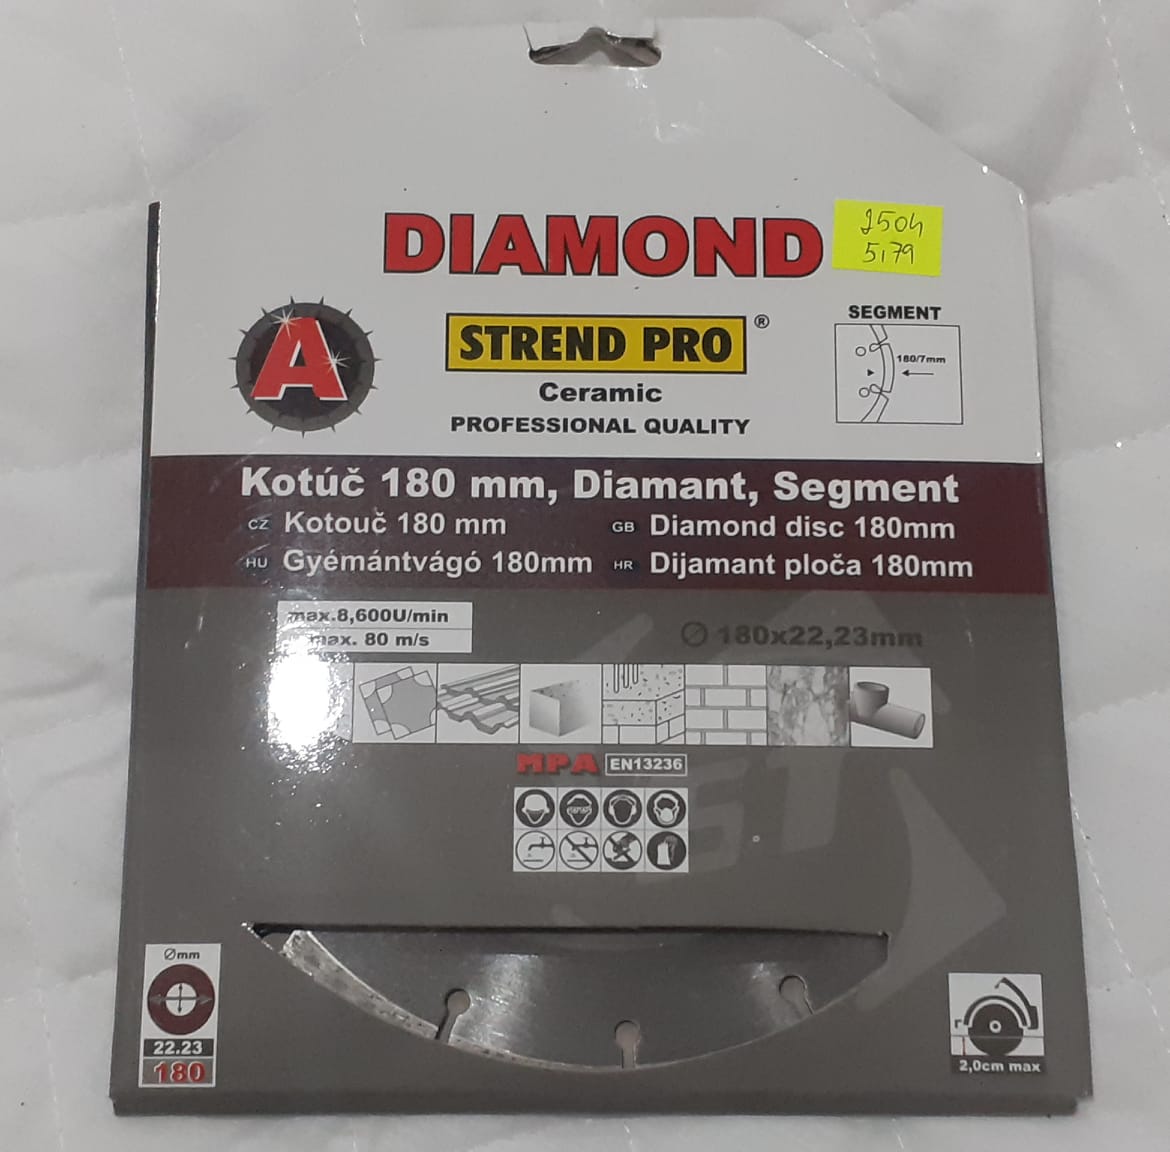 DIAMOND
2504
5,79
A
STREND PRO ®
Ceramic
PROFESSIONAL QUALITY
SEGMENT
180/7mm
Kotúč 180 mm, Diamant, Segment
CZ Kotouč 180 mm
GB Diamond disc 180mm
HU Gyémántvágó 180mm
HR Dijamant ploča 180mm
max.8,600U/min
max. 80 m/s
Ø 180x22,23mm
MPA EN13236
Ømm
22.23
180
2,0cm max